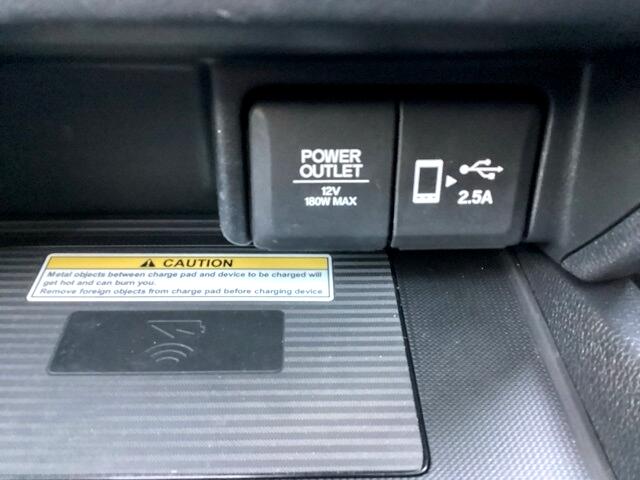 POWER
OUTLET
12V
180W MAX
2.5A
CAUTION
Metal objects between charge pad and device to be charged will
get hot and can burn you.
Remove foreign objects from charge pad before charging device